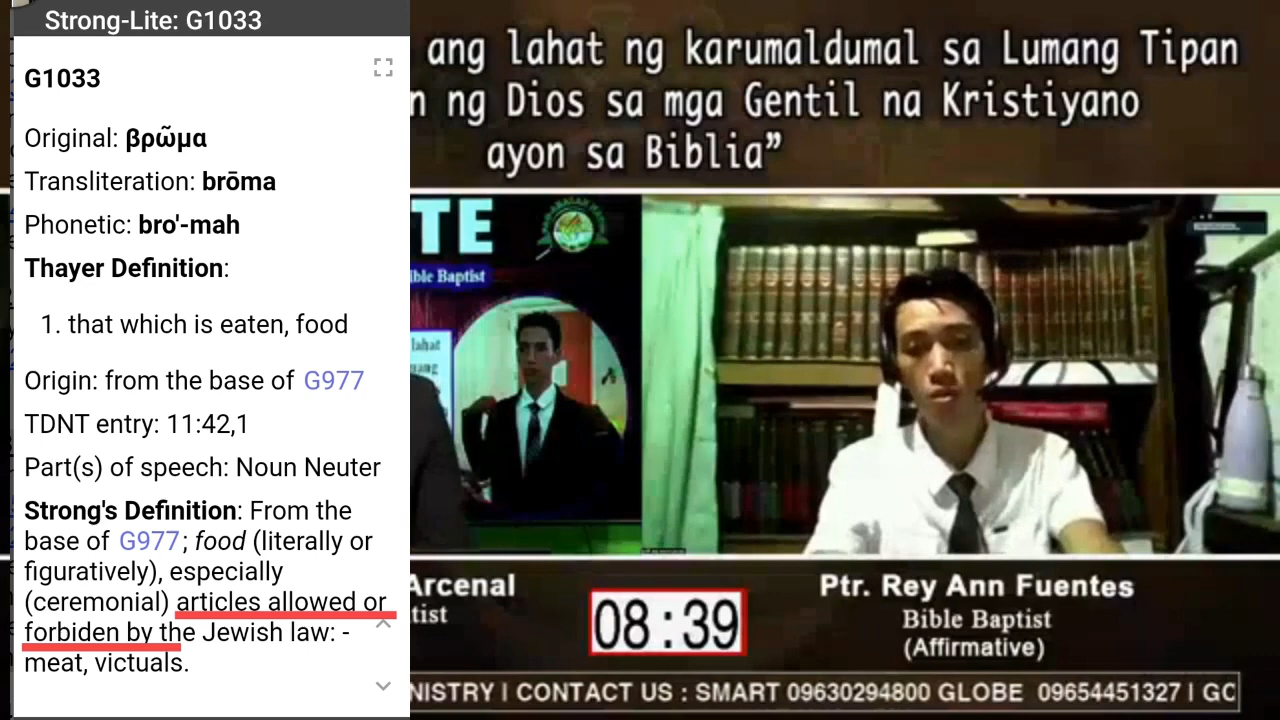 Strong-Lite: G1033
G1033
Original: βρῶμα
Transliteration: brōma
Phonetic: bro'-mah
Thayer Definition:
1. that which is eaten, food
Origin: from the base of G977
TDNT entry: 11:42,1
Part(s) of speech: Noun Neuter
Strong's Definition: From the
base of G977; food (literally or
figuratively), especially
(ceremonial) articles allowed or
forbiden by the Jewish law: -
meat, victuals.
ang lahat ng karumaldumal sa Lumang Tipan
n ng Dios sa mga Gentil na Kristiyano
ayon sa Biblia”
TE
ible Baptist
lahat
Arcenal
tist
08:39
Ptr. Rey Ann Fuentes
Bible Baptist
(Affirmative)
NISTRY | CONTACT US : SMART 09630294800 GLOBE 09654451327 | GC